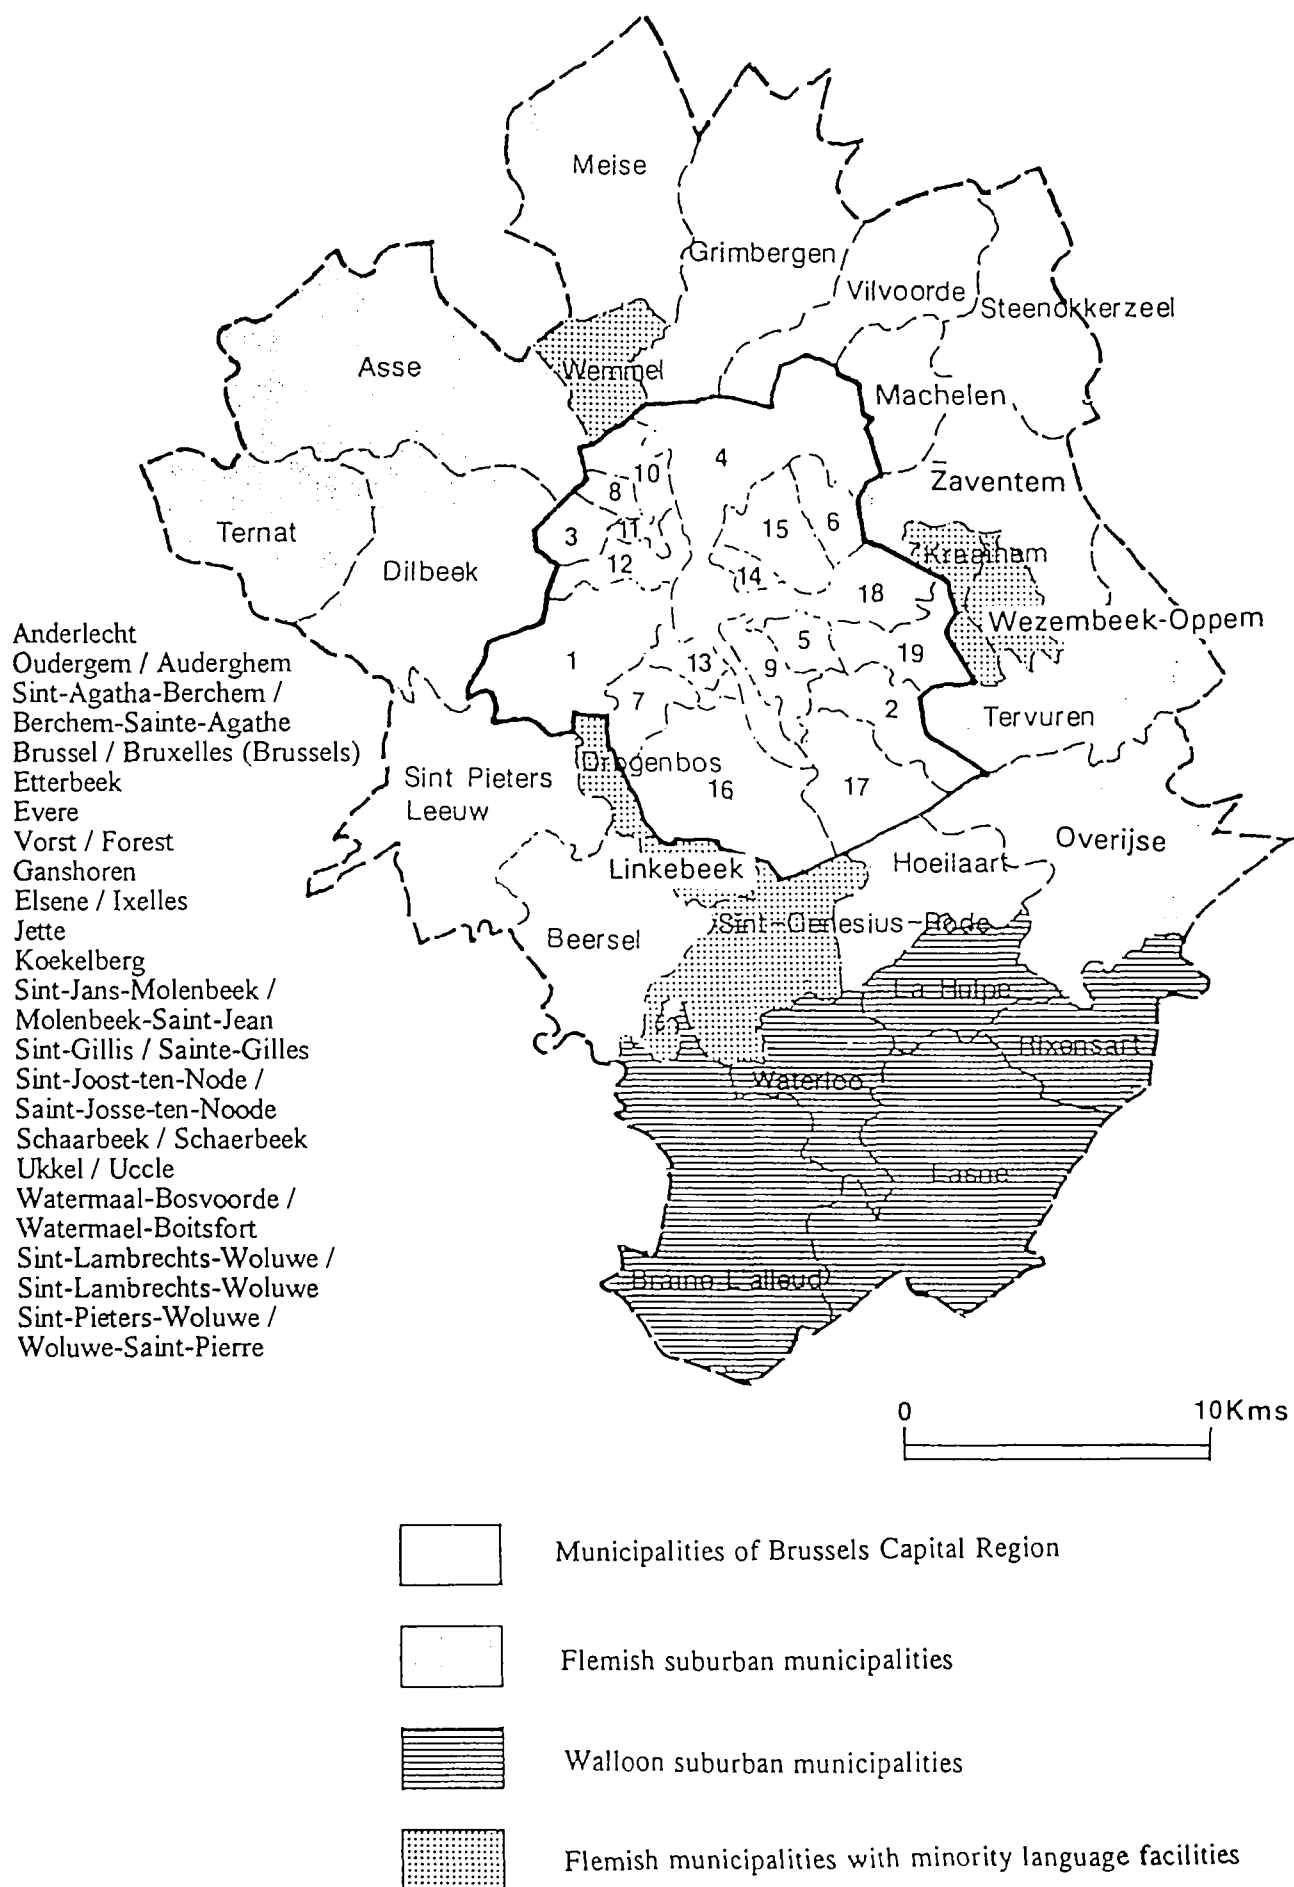 Meise
Grimbergen
Vilvoorde
Steenokkerzeel
Asse
Wemmel
Machelen
4
10
Zaventem
8
Ternat
3
11
15
6
Kraainham
Dilbeek
12
14
18
Wezembeek-Oppem
1
13
5
9
19
7
2
Tervuren
Anderlecht
Oudergem / Auderghem
Sint-Agatha-Berchem /
Berchem-Sainte-Agathe
Brussel / Bruxelles (Brussels)
Etterbeek
Evere
Vorst / Forest
Ganshoren
Elsene / Ixelles
Jette
Koekelberg
Sint-Jans-Molenbeek /
Molenbeek-Saint-Jean
Sint-Gillis / Sainte-Gilles
Sint-Joost-ten-Node /
Saint-Josse-ten-Noode
Schaarbeek / Schaerbeek
Ukkel / Uccle
Watermaal-Bosvoorde /
Watermael-Boitsfort
Sint-Lambrechts-Woluwe /
Sint-Lambrechts-Woluwe
Sint-Pieters-Woluwe /
Woluwe-Saint-Pierre
Sint Pieters
Leeuw
Drogenbos
16
17
Linkebeek
Hoeilaart
Overijse
Beersel
Sint-Genesius-Rode
La Hulpe
Rixensart
Waterloo
Lasne
Braine-L'alleud
0
10Kms
Municipalities of Brussels Capital Region
Flemish suburban municipalities
Walloon suburban municipalities
Flemish municipalities with minority language facilities